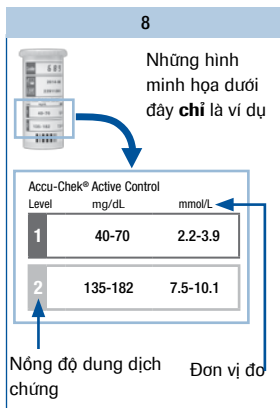 8
Những hình
minh họa dưới
đây chỉ là ví dụ
Accu-Chek® Active Control
Level mg/dL mmol/L
1 40-70 2.2-3.9
2 135-182 7.5-10.1
Nồng độ dung dịch
chứng
Đơn vị đo